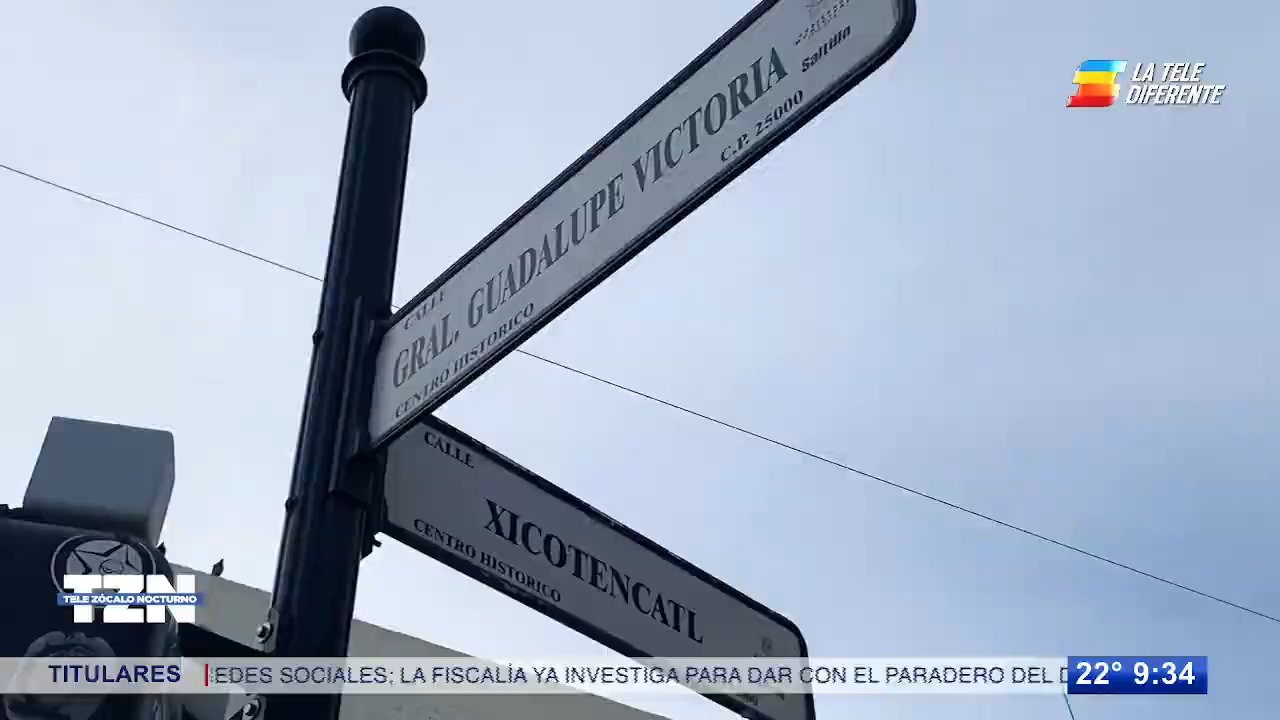 Saltillo
CALLE
GRAL. GUADALUPE VICTORIA
CENTRO HISTORICO
C.P. 25000
CALLE
XICOTENCATL
CENTRO HISTORICO
LA TELE
DIFERENTE
TZN
TELE ZÓCALO NOCTURNO
TITULARES
EDES SOCIALES; LA FISCALÍA YA INVESTIGA PARA DAR CON EL PARADERO DEL
22° 9:34